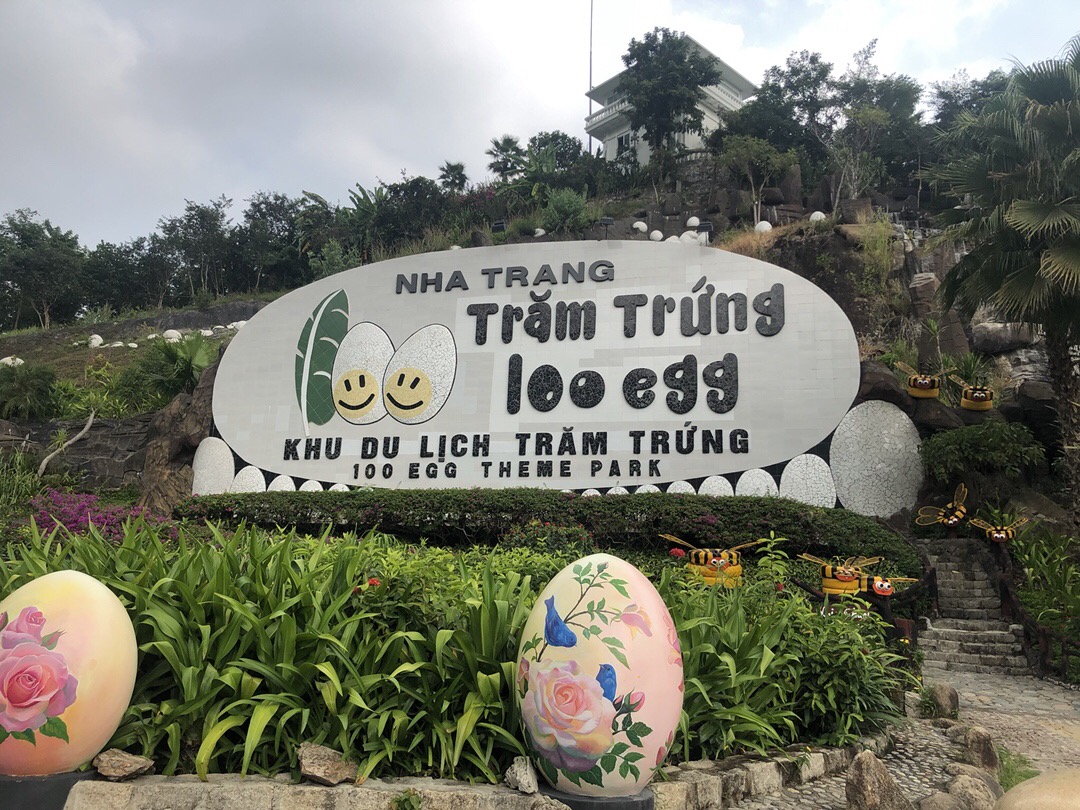 NHA TRANG
Trăm Trứng
100 egg
KHU DU LỊCH TRĂM TRỨNG
100 EGG THEME PARK